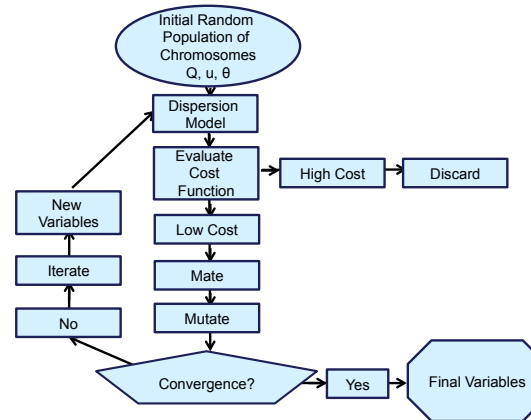 Initial Random
Population of
Chromosomes
Q, u, θ
Dispersion
Model
Evaluate
Cost
Function
High Cost
Discard
Low Cost
Mate
Mutate
Convergence?
Yes
Final Variables
No
Iterate
New
Variables